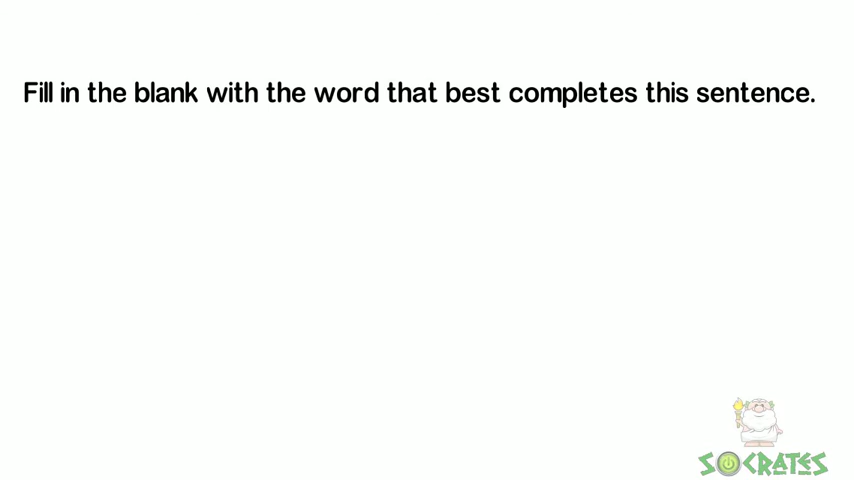 Fill in the blank with the word that best completes this sentence.
SOCRATES